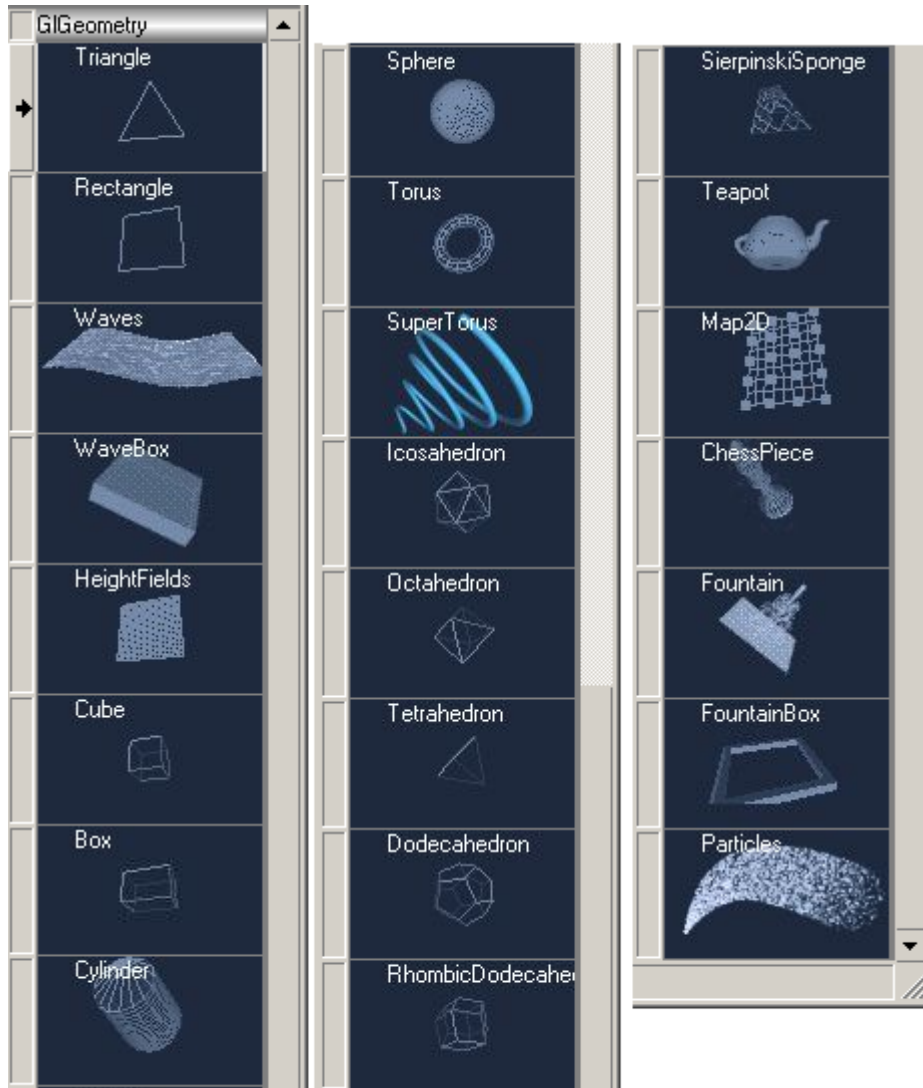 GlGeometry
Triangle
Rectangle
Waves
WaveBox
HeightFields
Cube
Box
Cylinder
Sphere
Torus
SuperTorus
Icosahedron
Octahedron
Tetrahedron
Dodecahedron
RhombicDodecahe
SierpinskiSponge
Teapot
Map2D
ChessPiece
Fountain
FountainBox
Particles